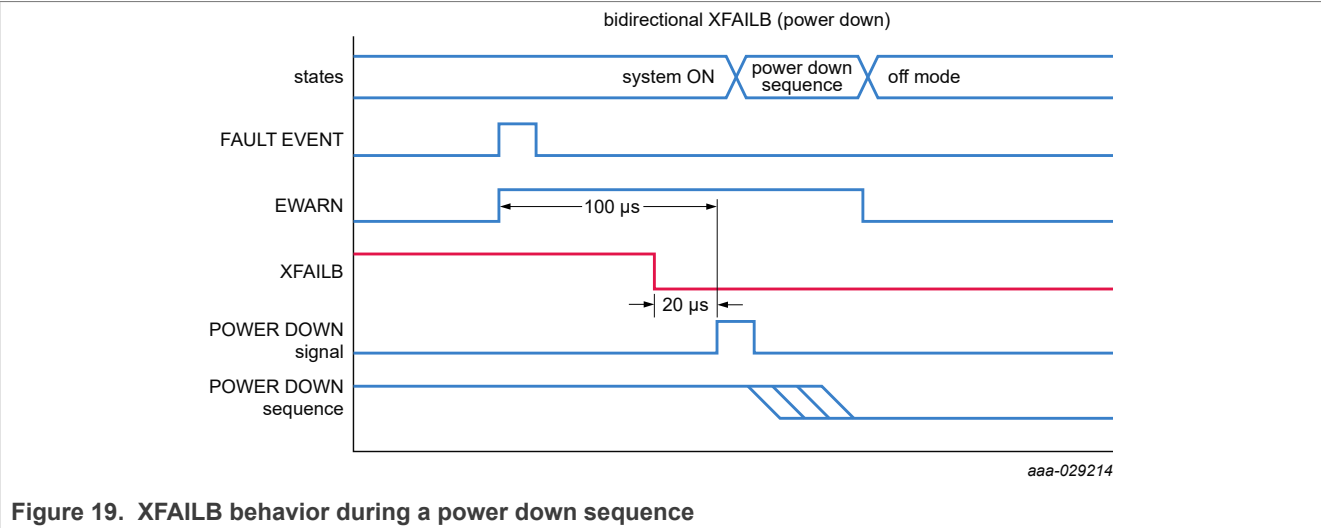 bidirectional XFAILB (power down)
states
system ON
power down
sequence
off mode
FAULT EVENT
EWARN
100 µs
XFAILB
20 µs
POWER DOWN
signal
POWER DOWN
sequence
aaa-029214
Figure 19. XFAILB behavior during a power down sequence